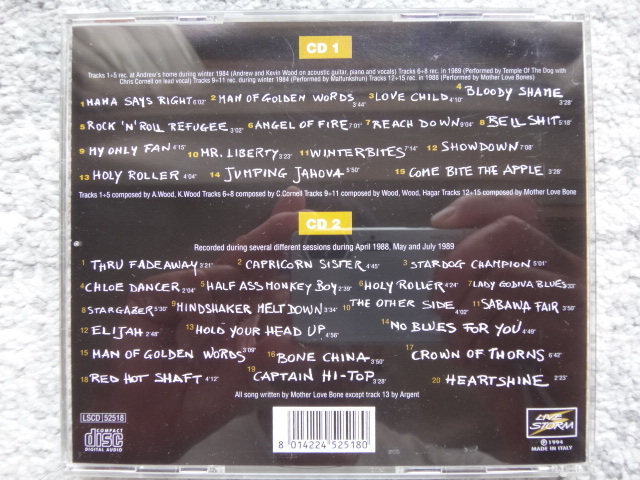 CD 1
Tracks 1÷5 rec. at Andrew's home during winter 1984 (Andrew and Kevin Wood on acoustic guitar, piano and vocals) Tracks 6÷8 rec. in 1989 (Performed by Temple Of The Dog with
Chris Cornell on lead vocal) Tracks 9÷11 rec. during winter 1984 (Performed by Malfunkshun) Tracks 12÷15 rec. in 1988 (Performed by Mother Love Bones)
1 MAMA SAYS RIGHT 6'02" 2 MAN OF GOLDEN WORDS 3'44" 3 LOVE CHILD 4'10" 4 BLOODY SHAME 3'28"
5 ROCK 'N' ROLL REFUGEE 3'02" 6 ANGEL OF FIRE 7'01" 7 REACH DOWN 9'04" 8 BELL SHIT 5'18"
9 MY ONLY FAN 4'15" 10 MR. LIBERTY 3'23" 11 WINTERBITES 7'14" 12 SHOWDOWN 7'08"
13 HOLY ROLLER 4'04" 14 JUMPING JAHOVA 5'50" 15 COME BITE THE APPLE 3'28"
Tracks 1÷5 composed by A.Wood, K.Wood Tracks 6÷8 composed by C.Cornell Tracks 9÷11 composed by Wood, Wood, Hagar Tracks 12÷15 composed by Mother Love Bone
CD 2
Recorded during several different sessions during April 1988, May and July 1989
1 THRU FADEAWAY 3'21" 2 CAPRICORN SISTER 4'45" 3 STARDOG CHAMPION 5'01"
4 CHLOE DANCER 2'04" 5 HALF ASS MONKEY BOY 2'39" 6 HOLY ROLLER 4'24" 7 LADY GODIVA BLUES 3'23"
8 STARGAZER 5'30" 9 MINDSHAKER MELTDOWN 3'34" 10 THE OTHER SIDE 4'02" 11 SABAWA FAIR 3'50"
12 ELIJAH 2'48" 13 HOLD YOUR HEAD UP 4'56" 14 NO BLUES FOR YOU 4'49"
15 MAN OF GOLDEN WORDS 3'09" 16 BONE CHINA 3'50" 17 CROWN OF THORNS 6'42"
18 RED HOT SHAFT 4'12" 19 CAPTAIN HI-TOP 3'28" 20 HEARTSHINE 2'23"
All song written by Mother Love Bone except track 13 by Argent
LSCD 52518
COMPACT
disc
DIGITAL AUDIO
8 014224 525180
LIVE STORM
℗ 1994
MADE IN ITALY